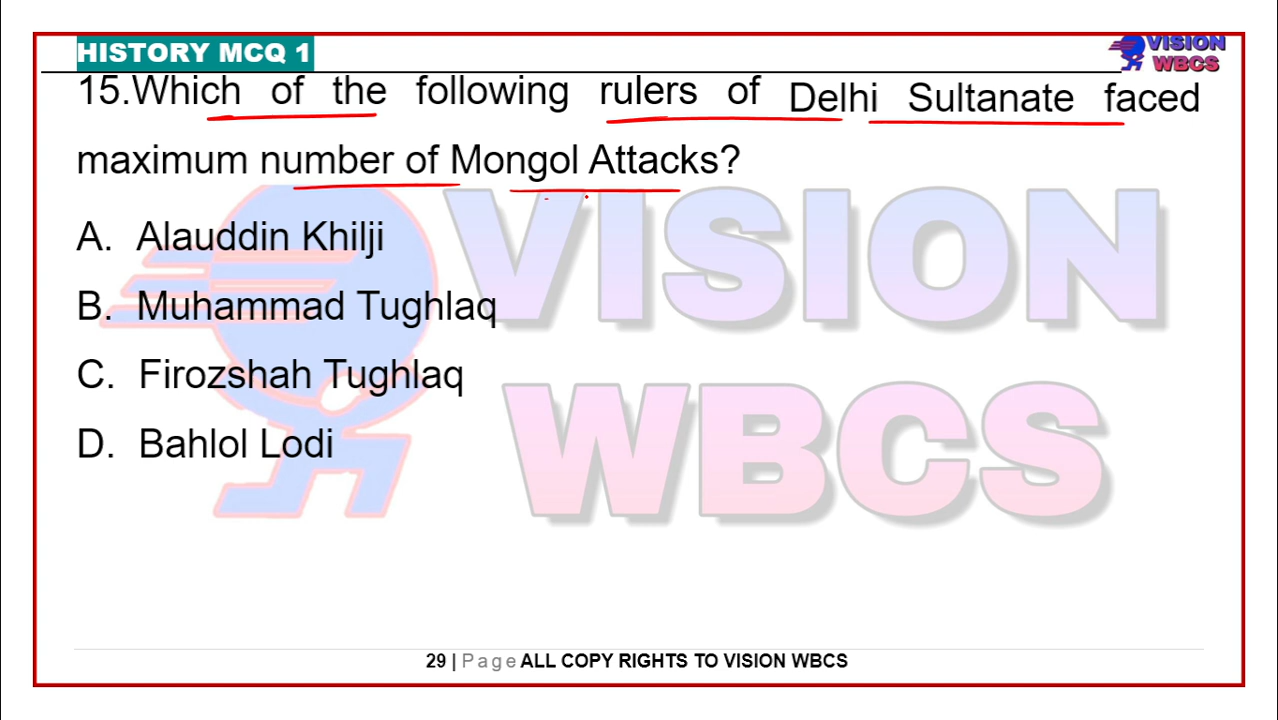 HISTORY MCQ 1
VISION
WBCS
15.Which of the following rulers of Delhi Sultanate faced
maximum number of Mongol Attacks?
A. Alauddin Khilji
B. Muhammad Tughlaq
C. Firozshah Tughlaq
D. Bahlol Lodi
VISION
WBCS
29 | Page ALL COPY RIGHTS TO VISION WBCS